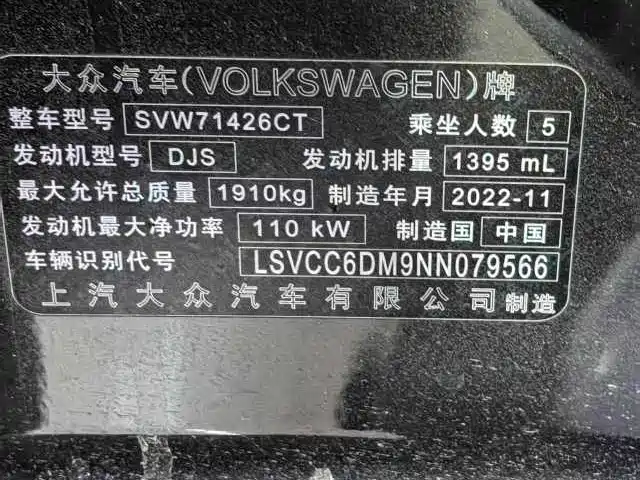 大众汽车(VOLKSWAGEN)牌
整车型号 SVW71426CT 乘坐人数 5
发动机型号 DJS 发动机排量 1395 mL
最大允许总质量 1910kg 制造年月 2022-11
发动机最大净功率 110 kW 制造国 中国
车辆识别代号 LSVCC6DM9NN079566
上汽大众汽车有限公司 制造